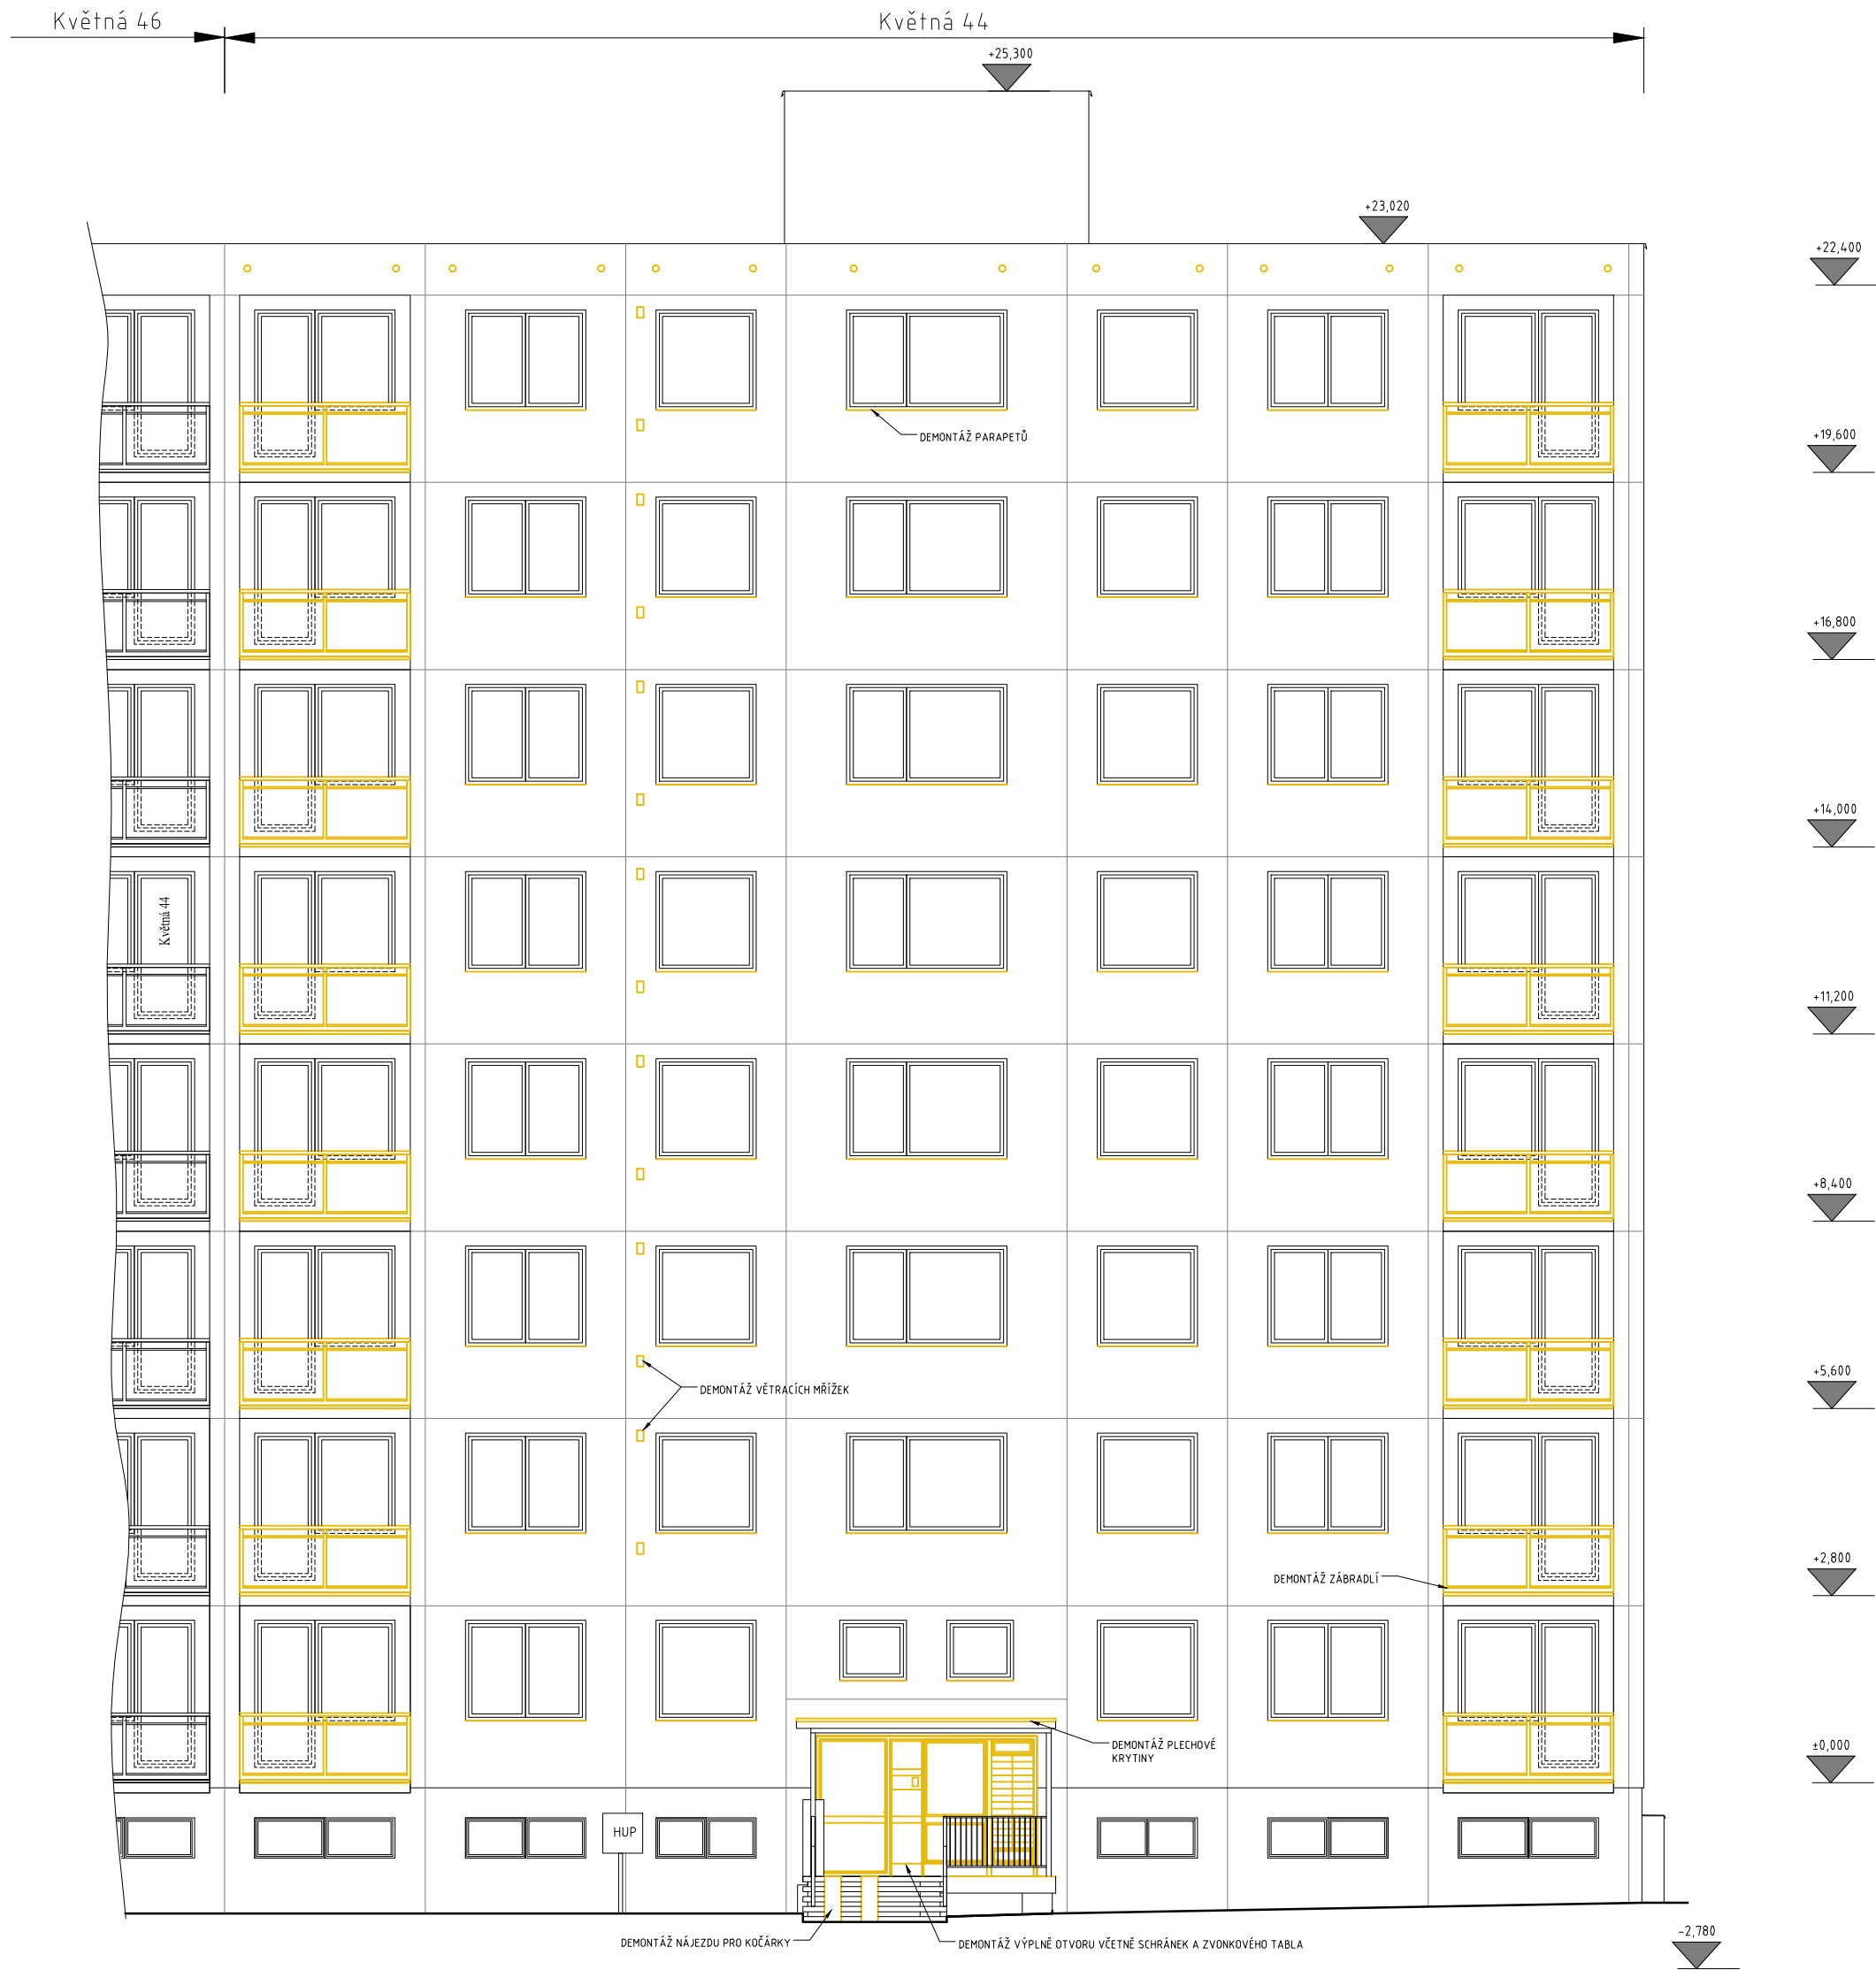 Květná 46
Květná 44
+25,300
+23,020
+22,400
+19,600
DEMONTÁŽ PARAPETŮ
+16,800
+14,000
Květná 44
+11,200
+8,400
+5,600
DEMONTÁŽ VĚTRACÍCH MŘÍŽEK
+2,800
DEMONTÁŽ ZÁBRADLÍ
DEMONTÁŽ PLECHOVÉ
KRYTINY
±0,000
HUP
DEMONTÁŽ NÁJEZDU PRO KOČÁRKY
DEMONTÁŽ VÝPLNĚ OTVORU VČETNĚ SCHRÁNEK A ZVONKOVÉHO TABLA
-2,780